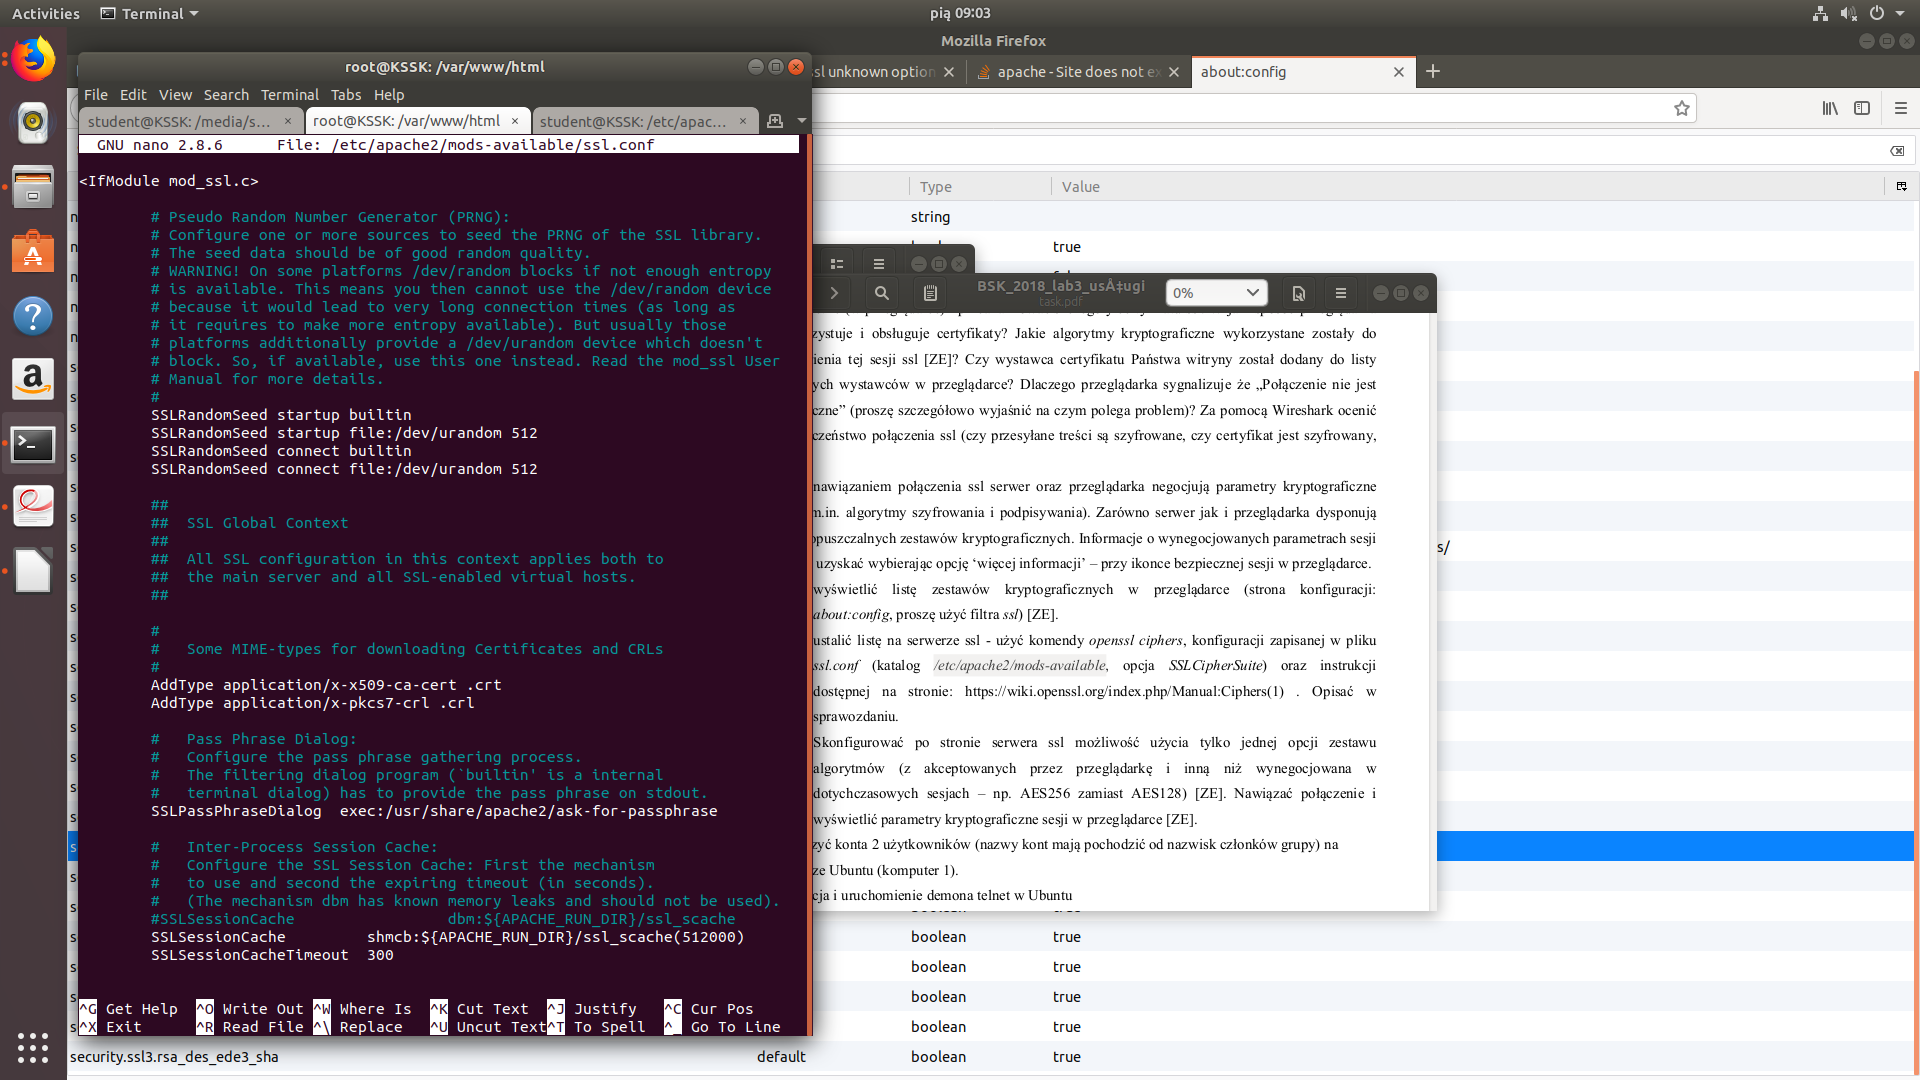 Activities
Terminal
pią 09:03
Mozilla Firefox
ssl unknown option
apache - Site does not ex
about:config
root@KSSK: /var/www/html
File Edit View Search Terminal Tabs Help
student@KSSK: /media/s...
root@KSSK: /var/www/html
student@KSSK: /etc/apac...
GNU nano 2.8.6 File: /etc/apache2/mods-available/ssl.conf
<IfModule mod_ssl.c>
# Pseudo Random Number Generator (PRNG):
# Configure one or more sources to seed the PRNG of the SSL library.
# The seed data should be of good random quality.
# WARNING! On some platforms /dev/random blocks if not enough entropy
# is available. This means you then cannot use the /dev/random device
# because it would lead to very long connection times (as long as
# it requires to make more entropy available). But usually those
# platforms additionally provide a /dev/urandom device which doesn't
# block. So, if available, use this one instead. Read the mod_ssl User
# Manual for more details.
#
SSLRandomSeed startup builtin
SSLRandomSeed startup file:/dev/urandom 512
SSLRandomSeed connect builtin
SSLRandomSeed connect file:/dev/urandom 512
##
## SSL Global Context
##
## All SSL configuration in this context applies both to
## the main server and all SSL-enabled virtual hosts.
##
#
# Some MIME-types for downloading Certificates and CRLs
#
AddType application/x-x509-ca-cert .crt
AddType application/x-pkcs7-crl .crl
# Pass Phrase Dialog:
# Configure the pass phrase gathering process.
# The filtering dialog program (`builtin' is a internal
# terminal dialog) has to provide the pass phrase on stdout.
SSLPassPhraseDialog exec:/usr/share/apache2/ask-for-passphrase
# Inter-Process Session Cache:
# Configure the SSL Session Cache: First the mechanism
# to use and second the expiring timeout (in seconds).
# (The mechanism dbm has known memory leaks and should not be used).
#SSLSessionCache dbm:${APACHE_RUN_DIR}/ssl_scache
SSLSessionCache shmcb:${APACHE_RUN_DIR}/ssl_scache(512000)
SSLSessionCacheTimeout 300
^G Get Help ^O Write Out ^W Where Is ^K Cut Text ^J Justify ^C Cur Pos
^X Exit ^R Read File ^\ Replace ^U Uncut Text ^T To Spell ^_ Go To Line
Type Value
string
true
BSK_2018_lab3_usÅ‡ugi
task.pdf
0%
zystuje i obsługuje certyfikaty? Jakie algorytmy kryptograficzne wykorzystane zostały do
ienia tej sesji ssl [ZE]? Czy wystawca certyfikatu Państwa witryny został dodany do listy
ych wystawców w przeglądarce? Dlaczego przeglądarka sygnalizuje że „Połączenie nie jest
czne” (proszę szczegółowo wyjaśnić na czym polega problem)? Za pomocą Wireshark ocenić
czeństwo połączenia ssl (czy przesyłane treści są szyfrowane, czy certyfikat jest szyfrowany,
nawiązaniem połączenia ssl serwer oraz przeglądarka negocjują parametry kryptograficzne
m.in. algorytmy szyfrowania i podpisywania). Zarówno serwer jak i przeglądarka dysponują
opuszczalnych zestawów kryptograficznych. Informacje o wynegocjowanych parametrach sesji
uzyskać wybierając opcję ‘więcej informacji’ – przy ikonce bezpiecznej sesji w przeglądarce.
wyświetlić listę zestawów kryptograficznych w przeglądarce (strona konfiguracji:
about:config, proszę użyć filtra ssl) [ZE].
ustalić listę na serwerze ssl - użyć komendy openssl ciphers, konfiguracji zapisanej w pliku
ssl.conf (katalog /etc/apache2/mods-available, opcja SSLCipherSuite) oraz instrukcji
dostępnej na stronie: https://wiki.openssl.org/index.php/Manual:Ciphers(1) . Opisać w
sprawozdaniu.
Skonfigurować po stronie serwera ssl możliwość użycia tylko jednej opcji zestawu
algorytmów (z akceptowanych przez przeglądarkę i inną niż wynegocjowana w
dotychczasowych sesjach – np. AES256 zamiast AES128) [ZE]. Nawiązać połączenie i
wyświetlić parametry kryptograficzne sesji w przeglądarce [ZE].
zyć konta 2 użytkowników (nazwy kont mają pochodzić od nazwisk członków grupy) na
ze Ubuntu (komputer 1).
cja i uruchomienie demona telnet w Ubuntu
s/
boolean true
boolean true
boolean true
boolean true
security.ssl3.rsa_des_ede3_sha default boolean true